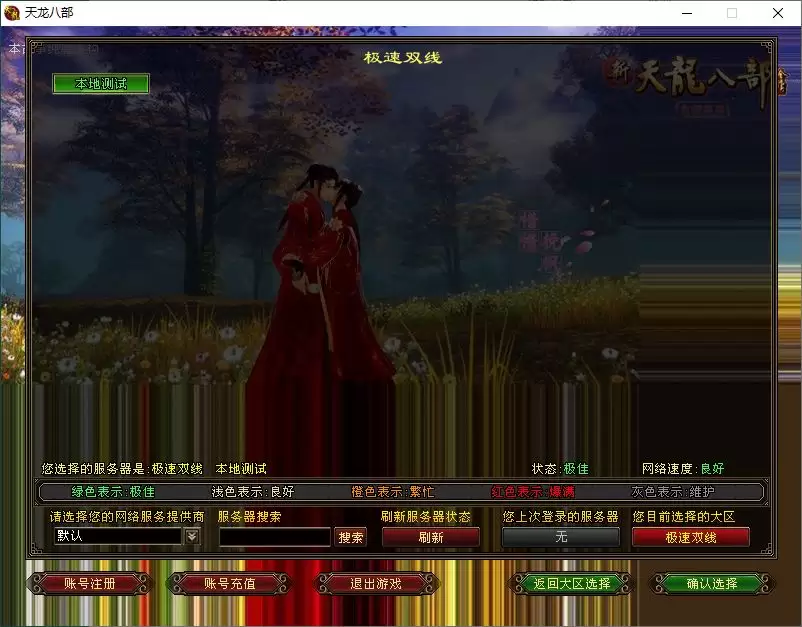 天龙八部
极速双线
本地测试
新天龍八部
您选择的服务器是:极速双线 本地测试 状态:极佳 网络速度:良好
绿色表示:极佳 浅色表示:良好 橙色表示:繁忙 红色表示:爆满 灰色表示:维护
请选择您的网络服务提供商 服务器搜索 刷新服务器状态 您上次登录的服务器 您目前选择的大区
默认 搜索 刷新 无 极速双线
账号注册 账号充值 退出游戏 返回大区选择 确认选择